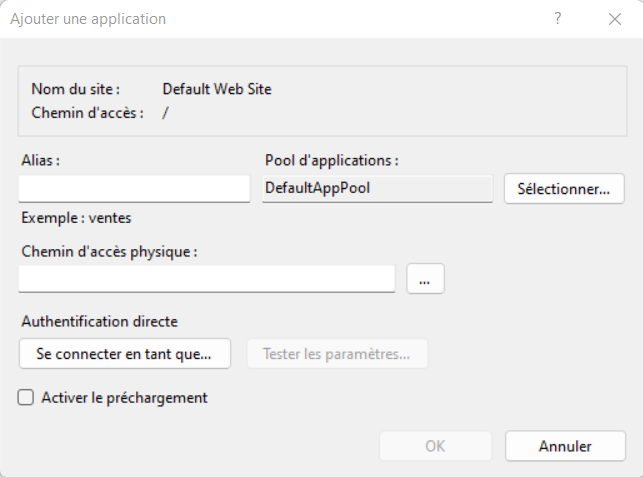 Ajouter une application
?
Nom du site : Default Web Site
Chemin d'accès : /
Alias : Pool d'applications :
DefaultAppPool Sélectionner...
Exemple : ventes
Chemin d'accès physique :
...
Authentification directe
Se connecter en tant que... Tester les paramètres...
Activer le préchargement
OK Annuler